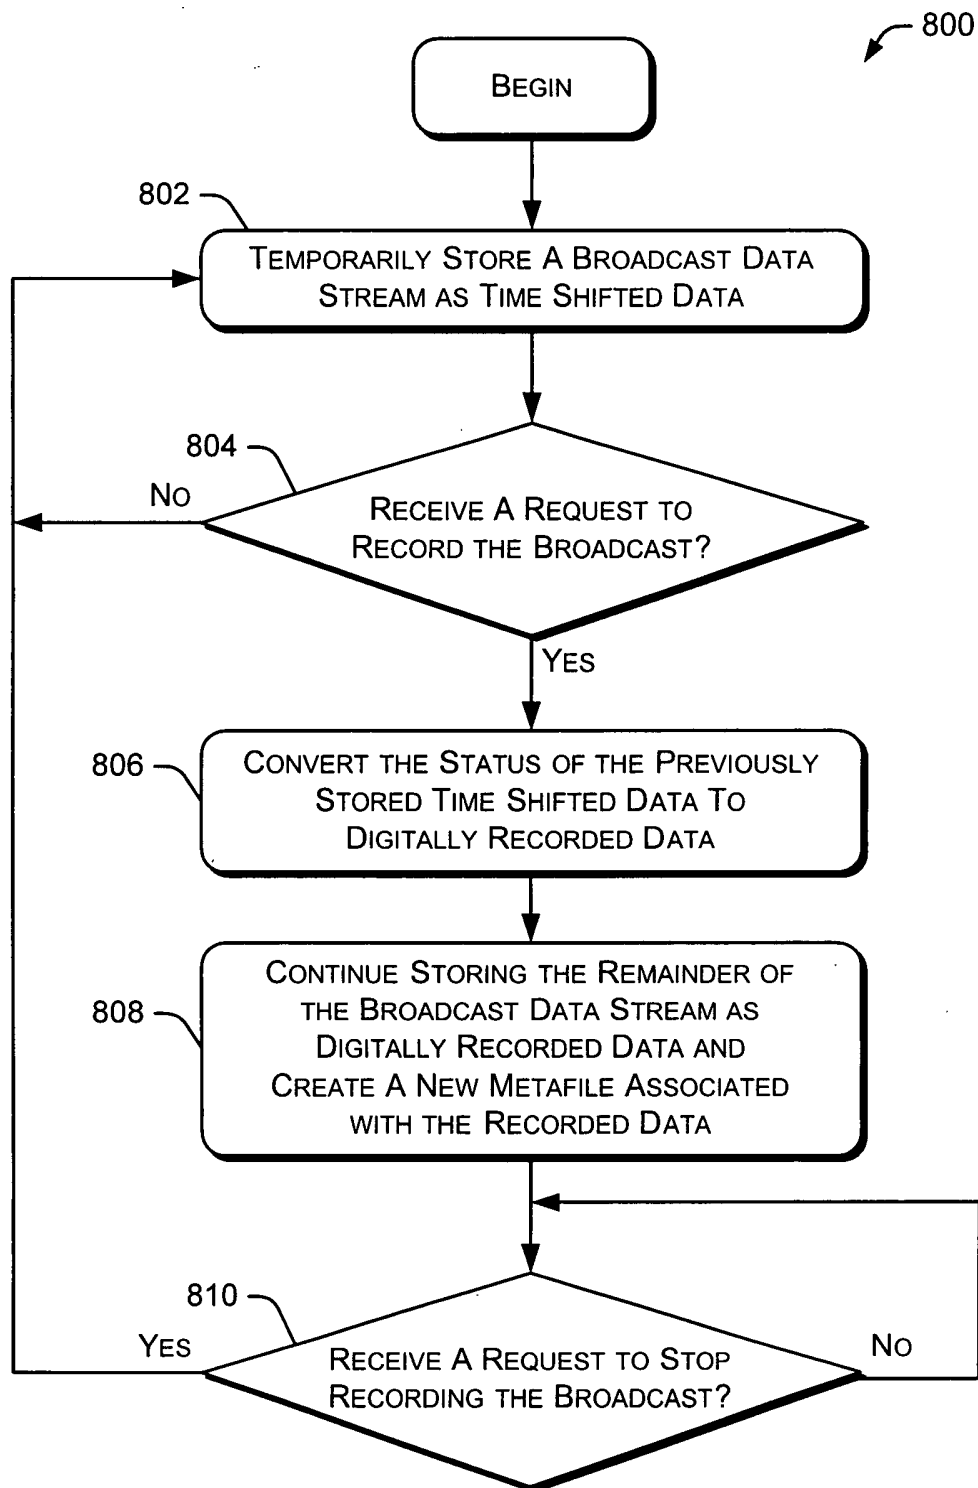 800
BEGIN
802
TEMPORARILY STORE A BROADCAST DATA
STREAM AS TIME SHIFTED DATA
804
NO
RECEIVE A REQUEST TO
RECORD THE BROADCAST?
YES
806
CONVERT THE STATUS OF THE PREVIOUSLY
STORED TIME SHIFTED DATA TO
DIGITALLY RECORDED DATA
808
CONTINUE STORING THE REMAINDER OF
THE BROADCAST DATA STREAM AS
DIGITALLY RECORDED DATA AND
CREATE A NEW METAFILE ASSOCIATED
WITH THE RECORDED DATA
810
YES
NO
RECEIVE A REQUEST TO STOP
RECORDING THE BROADCAST?